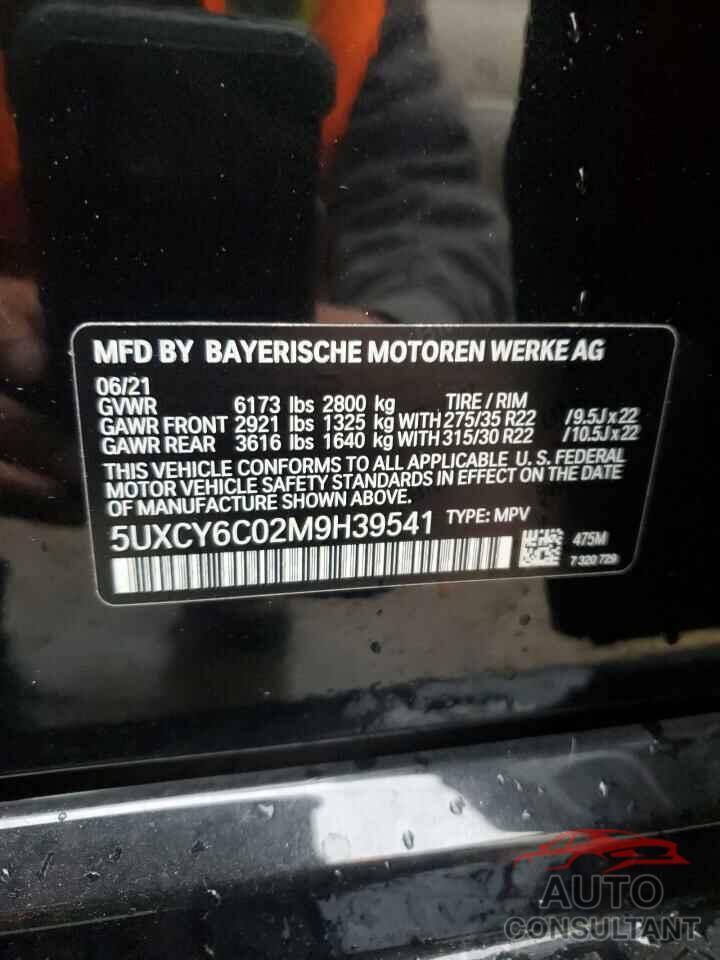 MFD BY BAYERISCHE MOTOREN WERKE AG
06/21
GVWR 6173 lbs 2800 kg TIRE / RIM
GAWR FRONT 2921 lbs 1325 kg WITH 275/35 R22 /9.5J x 22
GAWR REAR 3616 lbs 1640 kg WITH 315/30 R22 /10.5J x 22
THIS VEHICLE CONFORMS TO ALL APPLICABLE U. S. FEDERAL
MOTOR VEHICLE SAFETY STANDARDS IN EFFECT ON THE DATE
OF MANUFACTURE SHOWN ABOVE.
5UXCY6C02M9H39541 TYPE: MPV
475M
7 320 729
AUTO
CONSULTANT